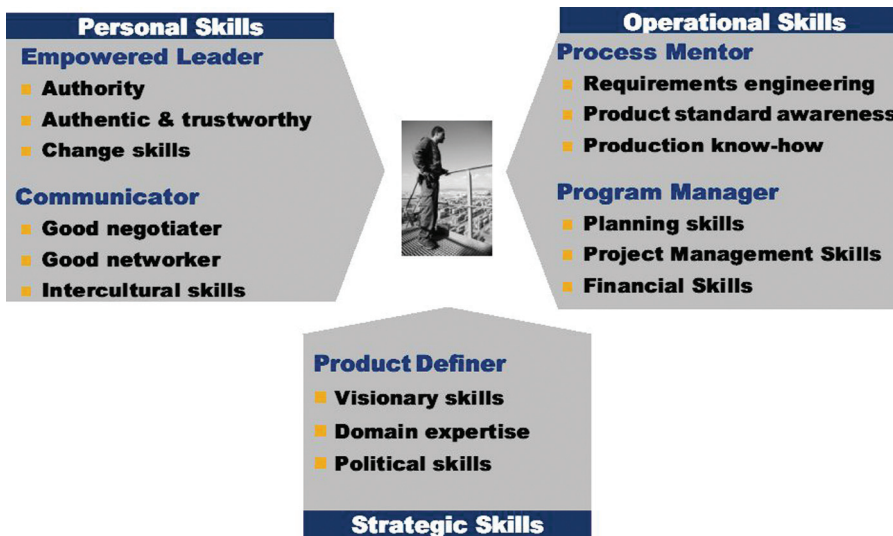 Personal Skills
Empowered Leader
Authority
Authentic & trustworthy
Change skills
Communicator
Good negotiater
Good networker
Intercultural skills
Operational Skills
Process Mentor
Requirements engineering
Product standard awareness
Production know-how
Program Manager
Planning skills
Project Management Skills
Financial Skills
Product Definer
Visionary skills
Domain expertise
Political skills
Strategic Skills